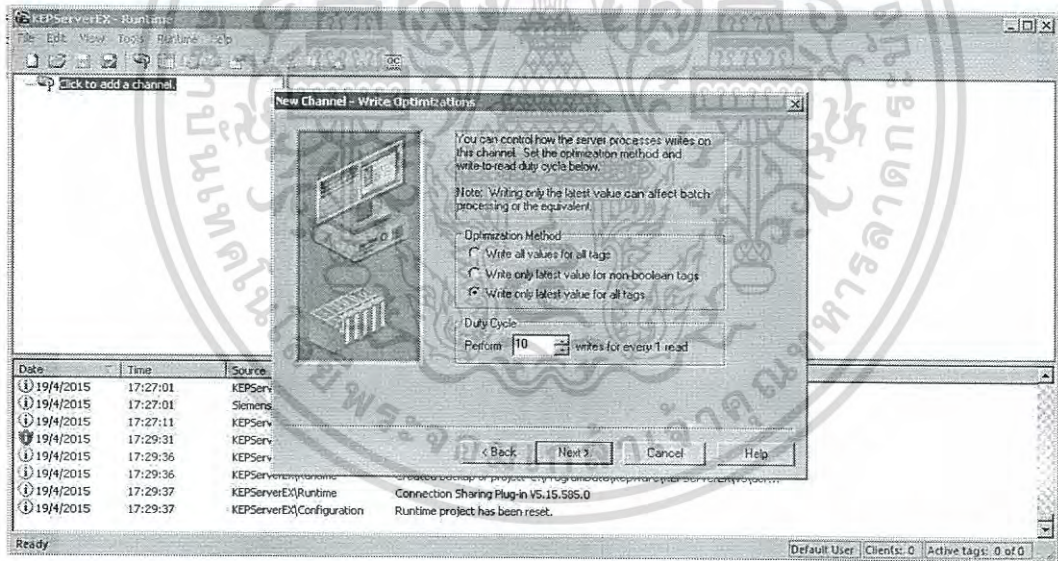 KEPServerEX - Runtime
File Edit View Tools Runtime Help
Click to add a channel.
New Channel - Write Optimizations
You can control how the server processes writes on
this channel. Set the optimization method and
write-to-read duty cycle below.
Note: Writing only the latest value can affect batch
processing or the equivalent.
Optimization Method
Write all values for all tags
Write only latest value for non-boolean tags
Write only latest value for all tags
Duty Cycle
Perform 10 writes for every 1 read
< Back Next > Cancel Help
Date Time Source
19/4/2015 17:27:01 KEPServ
19/4/2015 17:27:01 Siemens
19/4/2015 17:27:11 KEPServ
19/4/2015 17:29:31 KEPServ
19/4/2015 17:29:36 KEPServ
19/4/2015 17:29:36 KEPServerEX\Runtime
19/4/2015 17:29:37 KEPServerEX\Runtime Connection Sharing Plug-in V5.15.585.0
19/4/2015 17:29:37 KEPServerEX\Configuration Runtime project has been reset.
Ready Default User Clients: 0 Active tags: 0 of 0